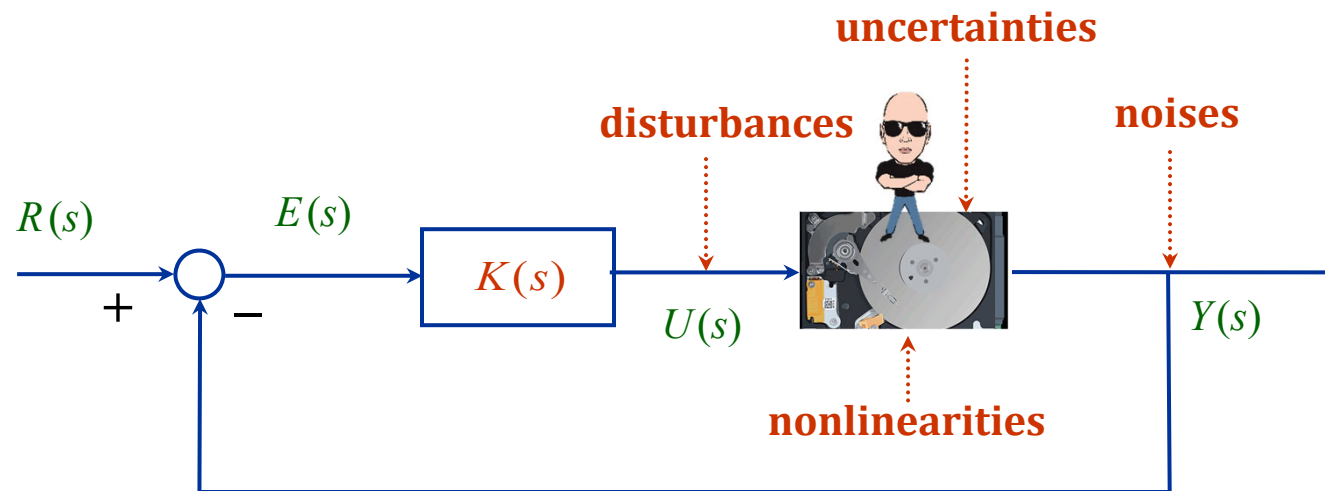 uncertainties
disturbances
noises
R(s)
E(s)
K(s)
+
−
U(s)
Y(s)
nonlinearities